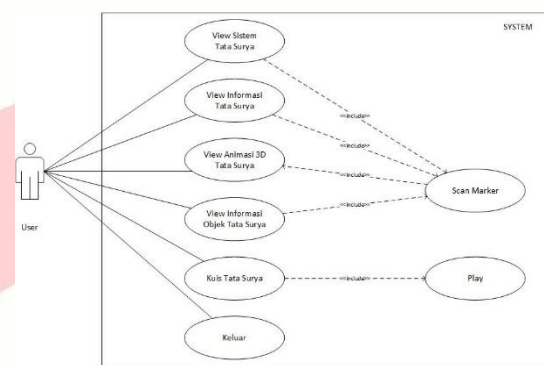 SYSTEM
View Sistem
Tata Surya
View Informasi
Tata Surya
<<include>>
<<include>>
View Animasi 3D
Tata Surya
<<include>>
Scan Marker
<<include>>
View Informasi
Objek Tata Surya
User
Kuis Tata Surya
<<include>>
Play
Keluar